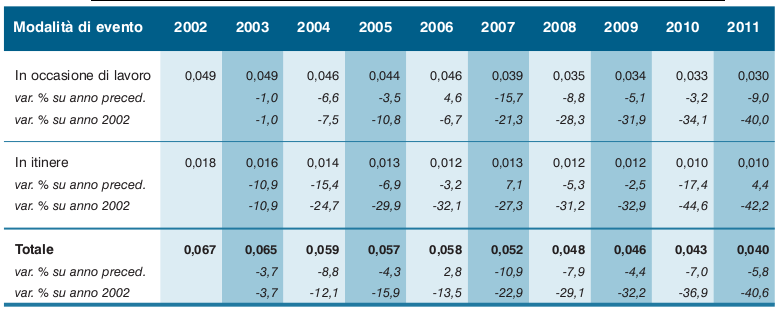 Modalità di evento 2002 2003 2004 2005 2006 2007 2008 2009 2010 2011
In occasione di lavoro 0,049 0,049 0,046 0,044 0,046 0,039 0,035 0,034 0,033 0,030
var. % su anno preced. -1,0 -6,6 -3,5 4,6 -15,7 -8,8 -5,1 -3,2 -9,0
var. % su anno 2002 -1,0 -7,5 -10,8 -6,7 -21,3 -28,3 -31,9 -34,1 -40,0
In itinere 0,018 0,016 0,014 0,013 0,012 0,013 0,012 0,012 0,010 0,010
var. % su anno preced. -10,9 -15,4 -6,9 -3,2 7,1 -5,3 -2,5 -17,4 4,4
var. % su anno 2002 -10,9 -24,7 -29,9 -32,1 -27,3 -31,2 -32,9 -44,6 -42,2
Totale 0,067 0,065 0,059 0,057 0,058 0,052 0,048 0,046 0,043 0,040
var. % su anno preced. -3,7 -8,8 -4,3 2,8 -10,9 -7,9 -4,4 -7,0 -5,8
var. % su anno 2002 -3,7 -12,1 -15,9 -13,5 -22,9 -29,1 -32,2 -36,9 -40,6